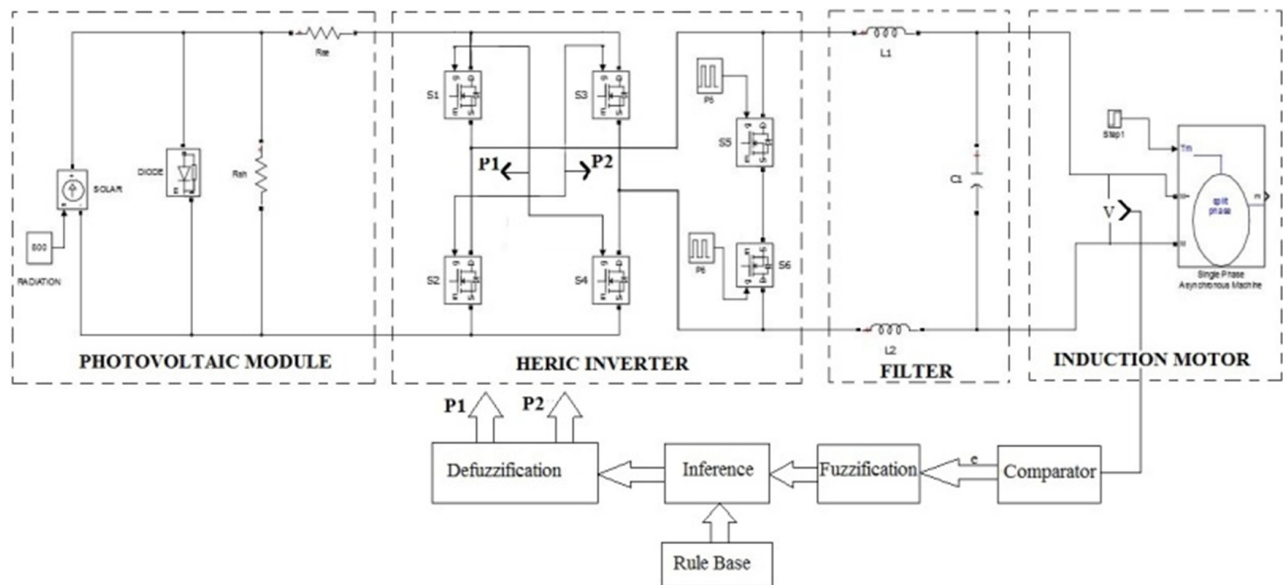 Rse
L1
S1
S3
P5
S5
Step1
Tm
DIODE
SOLAR
Rsh
P1
P2
C1
V
split
phase
m
800
RADIATION
S2
S4
P6
S6
Single Phase
Asynchronous Machine
L2
PHOTOVOLTAIC MODULE
HERIC INVERTER
FILTER
INDUCTION MOTOR
P1
P2
Defuzzification
Inference
Fuzzification
e
Comparator
Rule Base